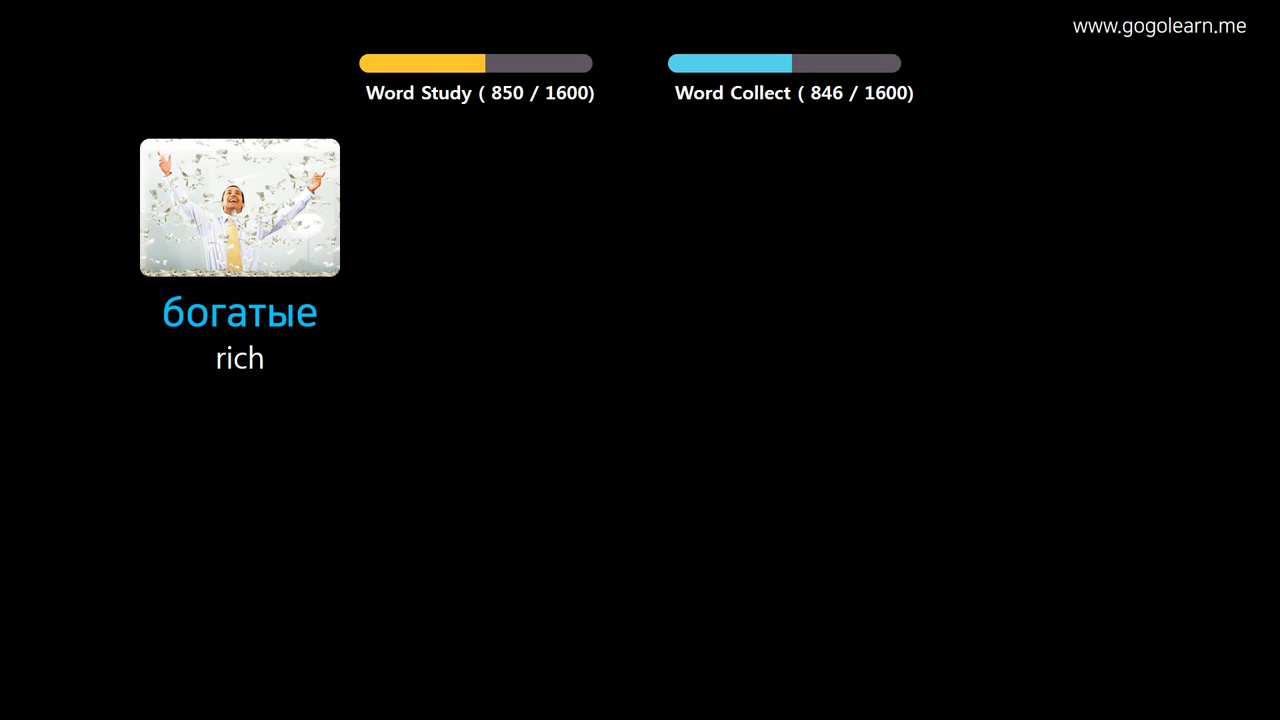 www.gogolearn.me
Word Study ( 850 / 1600)
Word Collect ( 846 / 1600)
богатые
rich